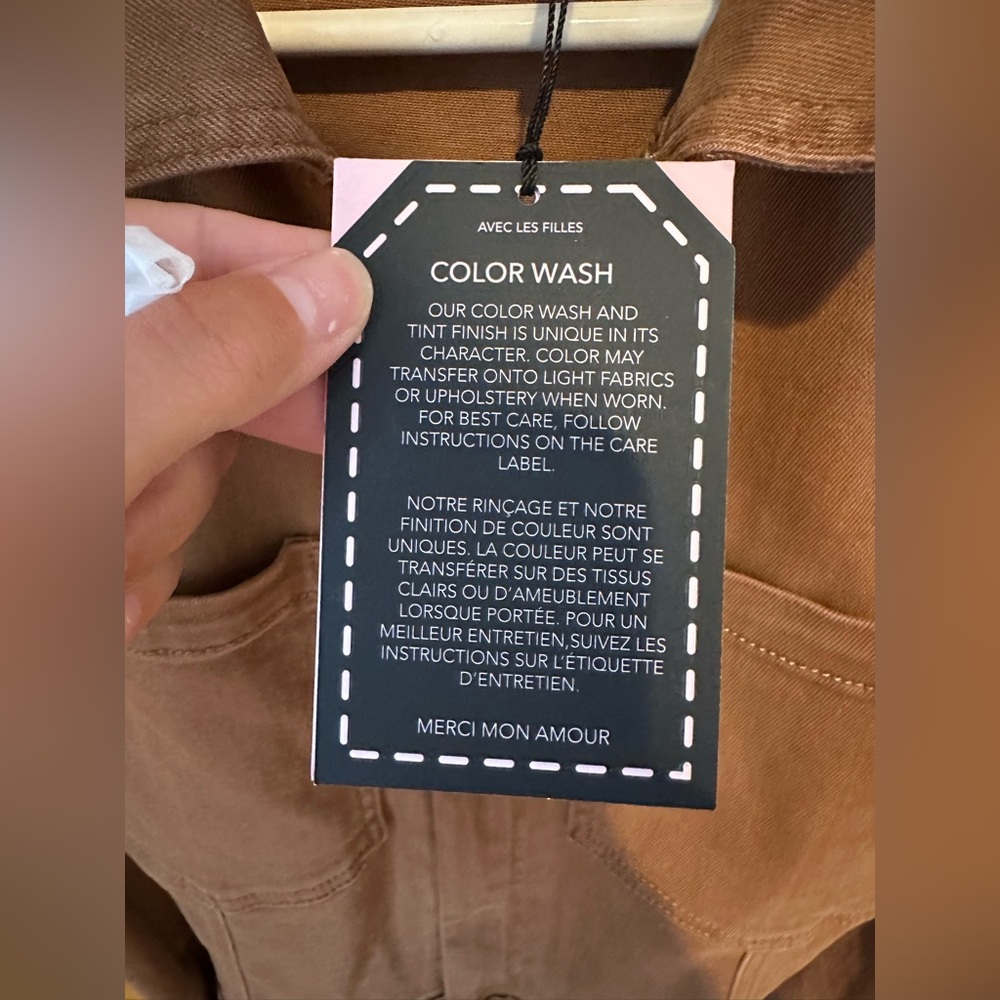 AVEC LES FILLES
COLOR WASH
OUR COLOR WASH AND
TINT FINISH IS UNIQUE IN ITS
CHARACTER. COLOR MAY
TRANSFER ONTO LIGHT FABRICS
OR UPHOLSTERY WHEN WORN.
FOR BEST CARE, FOLLOW
INSTRUCTIONS ON THE CARE
LABEL.
NOTRE RINÇAGE ET NOTRE
FINITION DE COULEUR SONT
UNIQUES. LA COULEUR PEUT SE
TRANSFÉRER SUR DES TISSUS
CLAIRS OU D'AMEUBLEMENT
LORSQUE PORTÉE. POUR UN
MEILLEUR ENTRETIEN,SUIVEZ LES
INSTRUCTIONS SUR L'ÉTIQUETTE
D'ENTRETIEN.
MERCI MON AMOUR